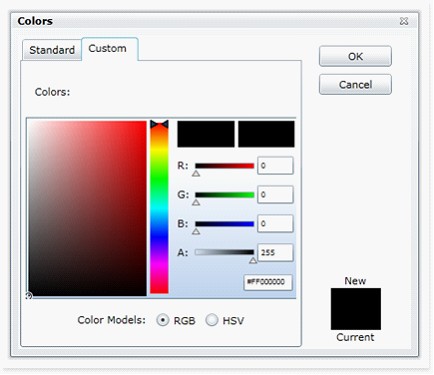 Colors
Standard
Custom
OK
Cancel
Colors:
R: 0
G: 0
B: 0
A: 255
#FF000000
Color Models: RGB HSV
New
Current